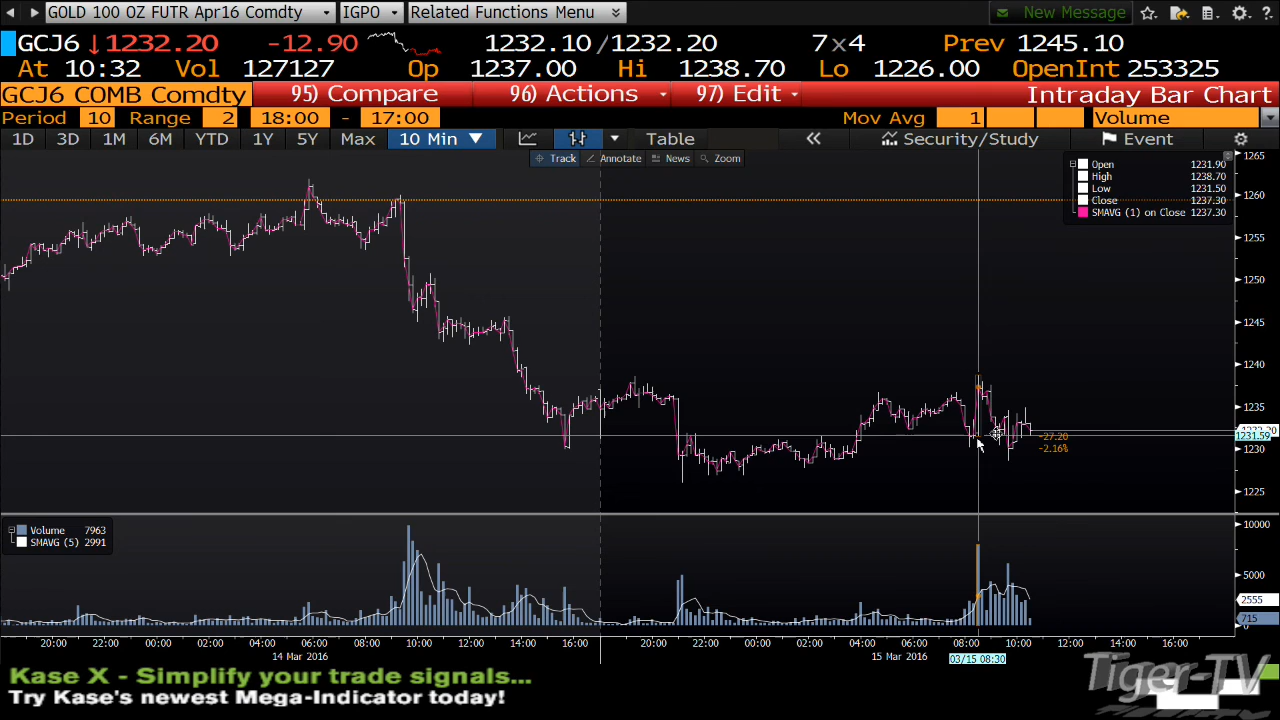 GOLD 100 OZ FUTR Apr16 Comdty IGPO Related Functions Menu New Message
GCJ6 ↓1232.20 -12.90 1232.10/1232.20 7x4 Prev 1245.10
At 10:32 Vol 127127 Op 1237.00 Hi 1238.70 Lo 1226.00 OpenInt 253325
GCJ6 COMB Comdty 95) Compare 96) Actions 97) Edit Intraday Bar Chart
Period 10 Range 2 18:00 - 17:00 Mov Avg 1 Volume
1D 3D 1M 6M YTD 1Y 5Y Max 10 Min Table Security/Study Event
Track Annotate News Zoom
Open 1231.90
High 1238.70
Low 1231.50
Close 1237.30
SMAVG (1) on Close 1237.30
1265
1260
1255
1250
1245
1240
1235
1231.59
1230
1225
-27.20
-2.16%
Volume 7963
SMAVG (5) 2991
10000
5000
2555
715
0
20:00 22:00 00:00 02:00 04:00 06:00 08:00 10:00 12:00 14:00 16:00 20:00 22:00 00:00 02:00 04:00 06:00 08:00 10:00 12:00 14:00 16:00
14 Mar 2016 15 Mar 2016 03/15 08:30
Kase X - Simplify your trade signals...
Try Kase's newest Mega-Indicator today!
Tiger-TV